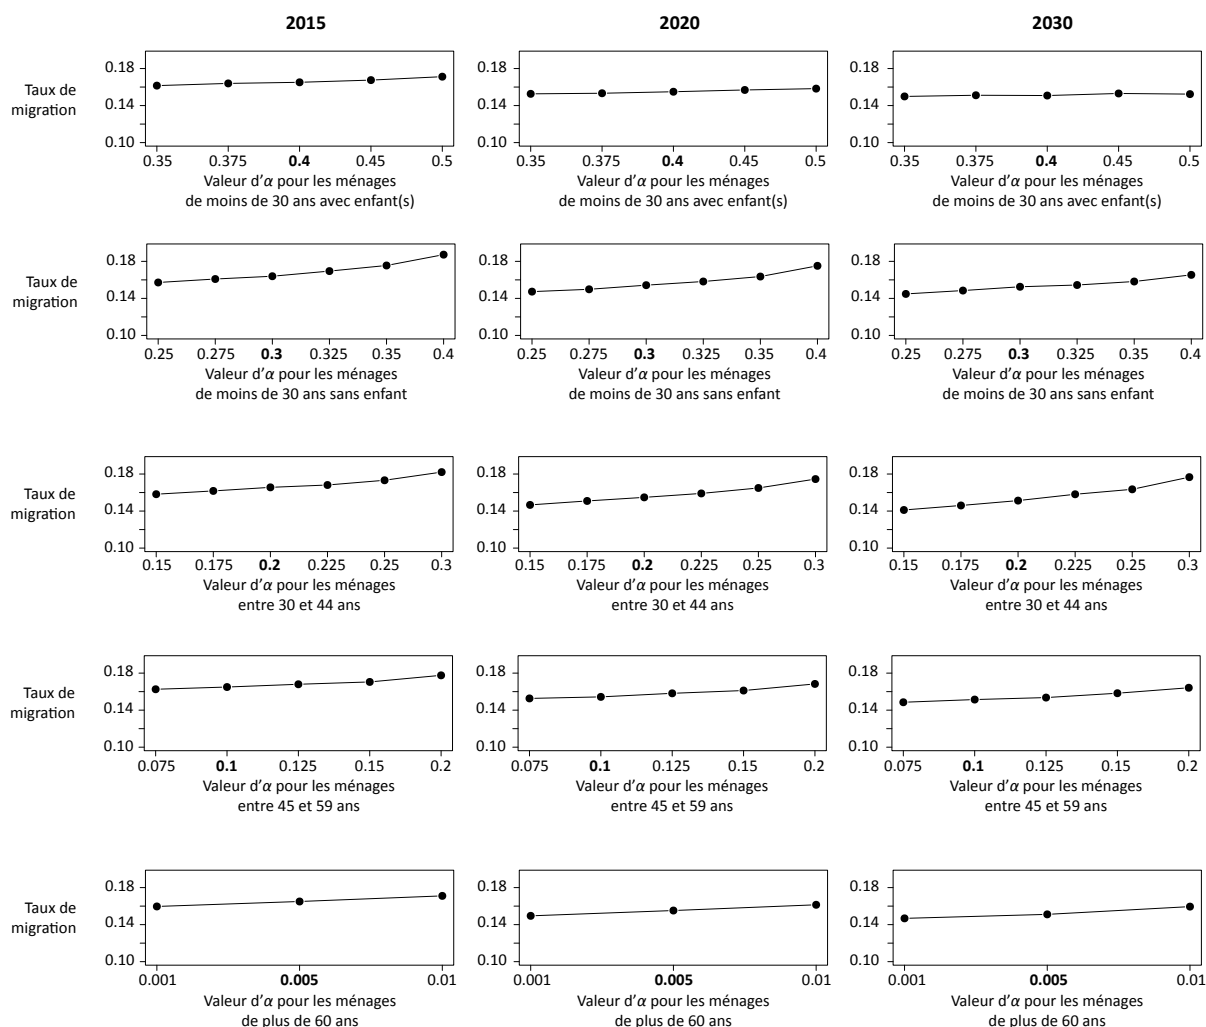 2015 2020 2030
Taux de
migration
0.18 0.18 0.18
0.14 0.14 0.14
0.10 0.10 0.10
0.35 0.375 0.4 0.45 0.5 0.35 0.375 0.4 0.45 0.5 0.35 0.375 0.4 0.45 0.5
Valeur d'α pour les ménages Valeur d'α pour les ménages Valeur d'α pour les ménages
de moins de 30 ans avec enfant(s) de moins de 30 ans avec enfant(s) de moins de 30 ans avec enfant(s)
Taux de
migration
0.18 0.18 0.18
0.14 0.14 0.14
0.10 0.10 0.10
0.25 0.275 0.3 0.325 0.35 0.4 0.25 0.275 0.3 0.325 0.35 0.4 0.25 0.275 0.3 0.325 0.35 0.4
Valeur d'α pour les ménages Valeur d'α pour les ménages Valeur d'α pour les ménages
de moins de 30 ans sans enfant de moins de 30 ans sans enfant de moins de 30 ans sans enfant
Taux de
migration
0.18 0.18 0.18
0.14 0.14 0.14
0.10 0.10 0.10
0.15 0.175 0.2 0.225 0.25 0.3 0.15 0.175 0.2 0.225 0.25 0.3 0.15 0.175 0.2 0.225 0.25 0.3
Valeur d'α pour les ménages Valeur d'α pour les ménages Valeur d'α pour les ménages
entre 30 et 44 ans entre 30 et 44 ans entre 30 et 44 ans
Taux de
migration
0.18 0.18 0.18
0.14 0.14 0.14
0.10 0.10 0.10
0.075 0.1 0.125 0.15 0.2 0.075 0.1 0.125 0.15 0.2 0.075 0.1 0.125 0.15 0.2
Valeur d'α pour les ménages Valeur d'α pour les ménages Valeur d'α pour les ménages
entre 45 et 59 ans entre 45 et 59 ans entre 45 et 59 ans
Taux de
migration
0.18 0.18 0.18
0.14 0.14 0.14
0.10 0.10 0.10
0.001 0.005 0.01 0.001 0.005 0.01 0.001 0.005 0.01
Valeur d'α pour les ménages Valeur d'α pour les ménages Valeur d'α pour les ménages
de plus de 60 ans de plus de 60 ans de plus de 60 ans